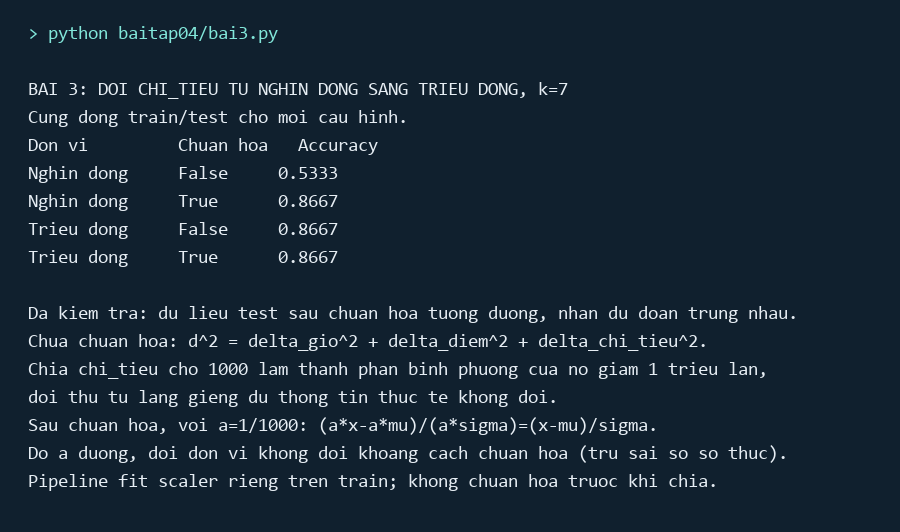 > python baitap04/bai3.py
BAI 3: DOI CHI_TIEU TU NGHIN DONG SANG TRIEU DONG, k=7
Cung dong train/test cho moi cau hinh.
Don vi         Chuan hoa   Accuracy
Nghin dong     False     0.5333
Nghin dong     True      0.8667
Trieu dong     False     0.8667
Trieu dong     True      0.8667
Da kiem tra: du lieu test sau chuan hoa tuong duong, nhan du doan trung nhau.
Chua chuan hoa: d^2 = delta_gio^2 + delta_diem^2 + delta_chi_tieu^2.
Chia chi_tieu cho 1000 lam thanh phan binh phuong cua no giam 1 trieu lan,
doi thu tu lang gieng du thong tin thuc te khong doi.
Sau chuan hoa, voi a=1/1000: (a*x-a*mu)/(a*sigma)=(x-mu)/sigma.
Do a duong, doi don vi khong doi khoang cach chuan hoa (tru sai so so thuc).
Pipeline fit scaler rieng tren train; khong chuan hoa truoc khi chia.